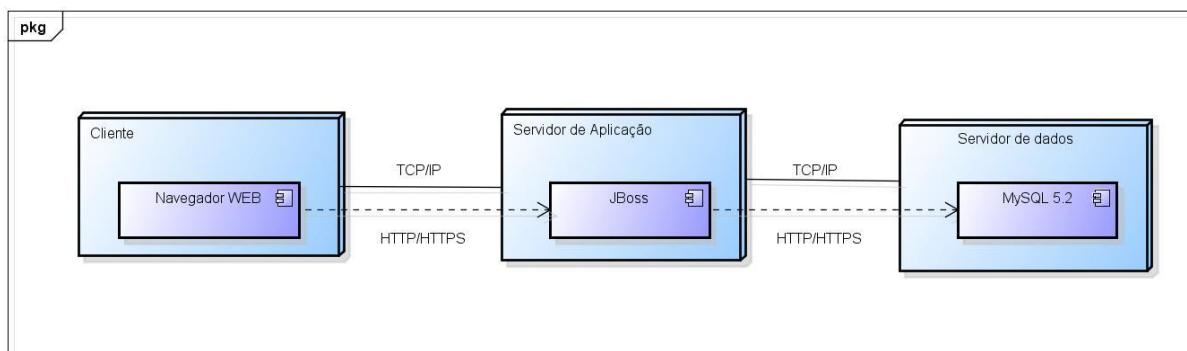 pkg
Cliente
Navegador WEB
TCP/IP
HTTP/HTTPS
Servidor de Aplicação
JBoss
TCP/IP
HTTP/HTTPS
Servidor de dados
MySQL 5.2